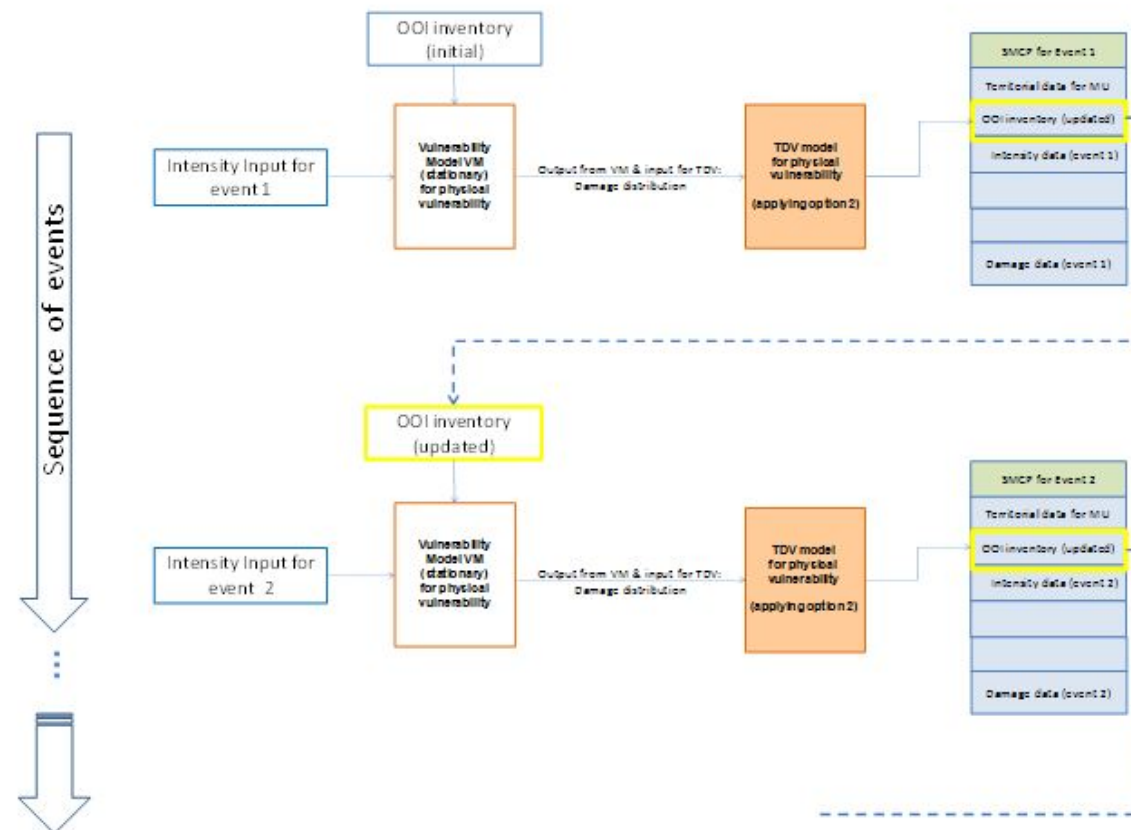 OOI inventory
(initial)
Intensity Input for
event 1
Vulnerability
Model VM
(stationary)
for physical
vulnerability
Output from VM & input for TDV:
Damage distribution
TDV model
for physical
vulnerability
(applying option 2)
SMCP for Event 1
Territorial data for MU
OOI inventory (updated)
Intensity data (event 1)
Damage data (event 1)
Sequence of events
OOI inventory
(updated)
Intensity Input for
event 2
Vulnerability
Model VM
(stationary)
for physical
vulnerability
Output from VM & input for TDV:
Damage distribution
TDV model
for physical
vulnerability
(applying option 2)
SMCP for Event 2
Territorial data for MU
OOI inventory (updated)
Intensity data (event 2)
Damage data (event 2)